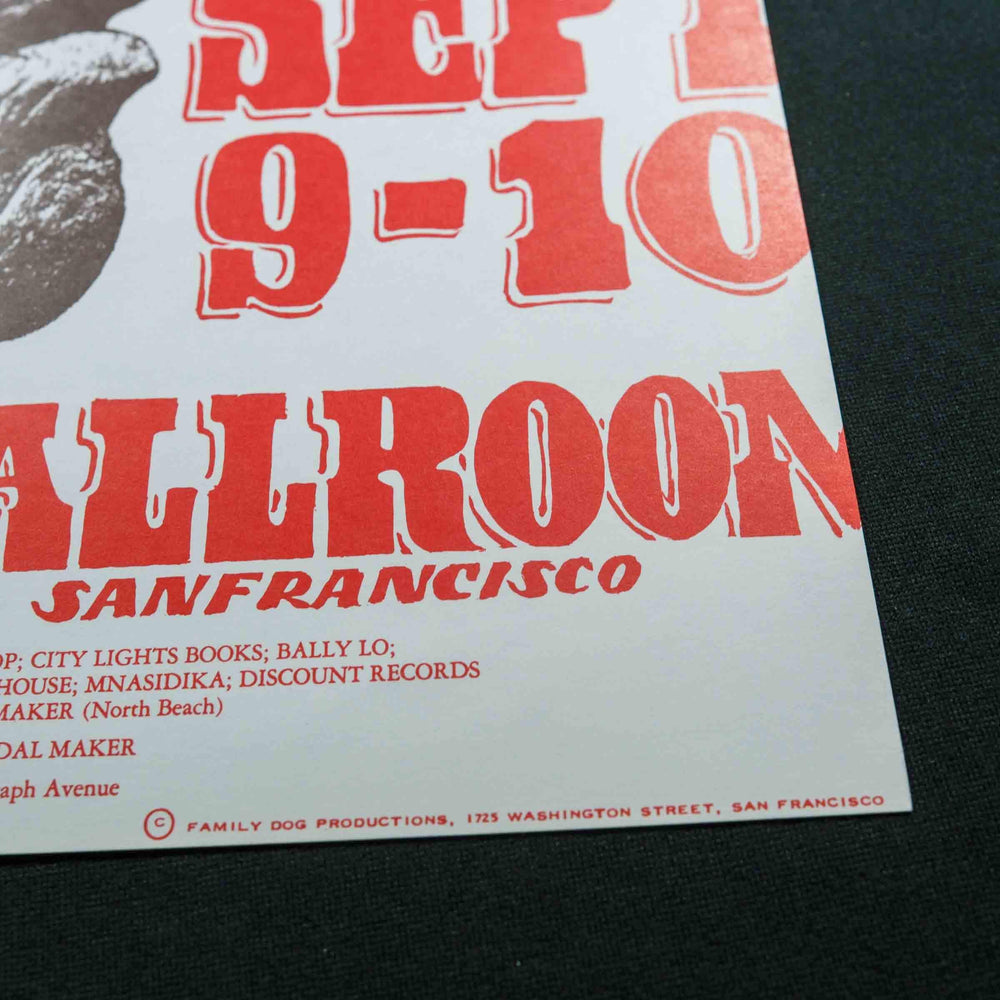 SEPT
9-10
ALLROOM
SANFRANCISCO
OP; CITY LIGHTS BOOKS; BALLY LO;
HOUSE; MNASIDIKA; DISCOUNT RECORDS
MAKER (North Beach)
DAL MAKER
aph Avenue
© FAMILY DOG PRODUCTIONS, 1725 WASHINGTON STREET, SAN FRANCISCO